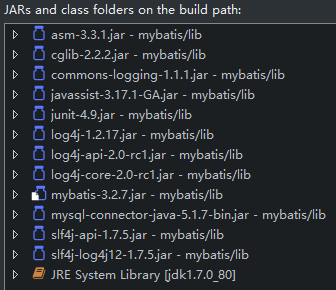 JARs and class folders on the build path:
asm-3.3.1.jar - mybatis/lib
cglib-2.2.2.jar - mybatis/lib
commons-logging-1.1.1.jar - mybatis/lib
javassist-3.17.1-GA.jar - mybatis/lib
junit-4.9.jar - mybatis/lib
log4j-1.2.17.jar - mybatis/lib
log4j-api-2.0-rc1.jar - mybatis/lib
log4j-core-2.0-rc1.jar - mybatis/lib
mybatis-3.2.7.jar - mybatis/lib
mysql-connector-java-5.1.7-bin.jar - mybatis/lib
slf4j-api-1.7.5.jar - mybatis/lib
slf4j-log4j12-1.7.5.jar - mybatis/lib
JRE System Library [jdk1.7.0_80]